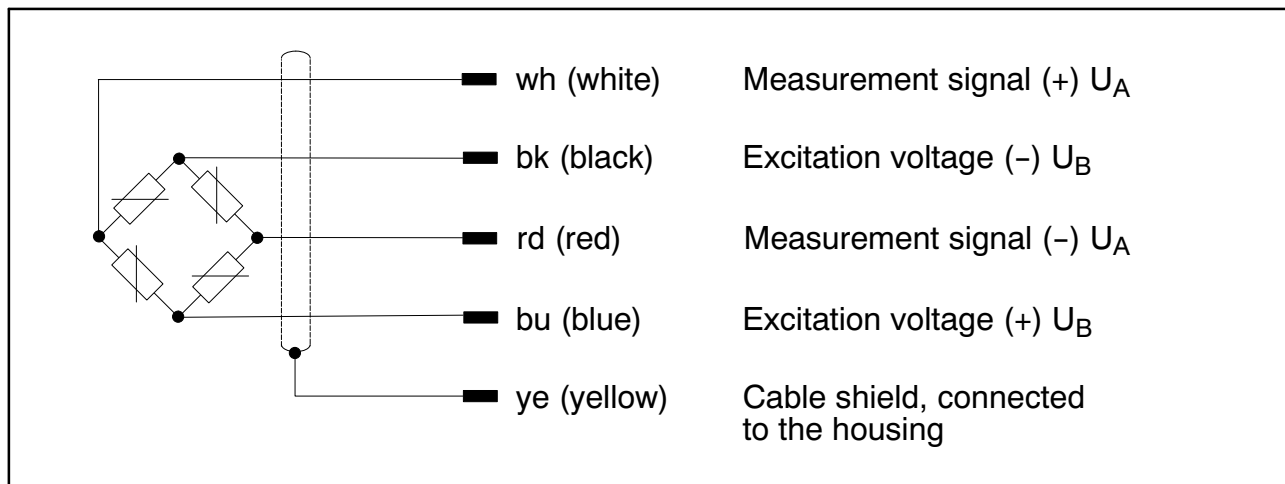 wh (white) Measurement signal (+) U_A
bk (black) Excitation voltage (–) U_B
rd (red) Measurement signal (–) U_A
bu (blue) Excitation voltage (+) U_B
ye (yellow) Cable shield, connected
to the housing